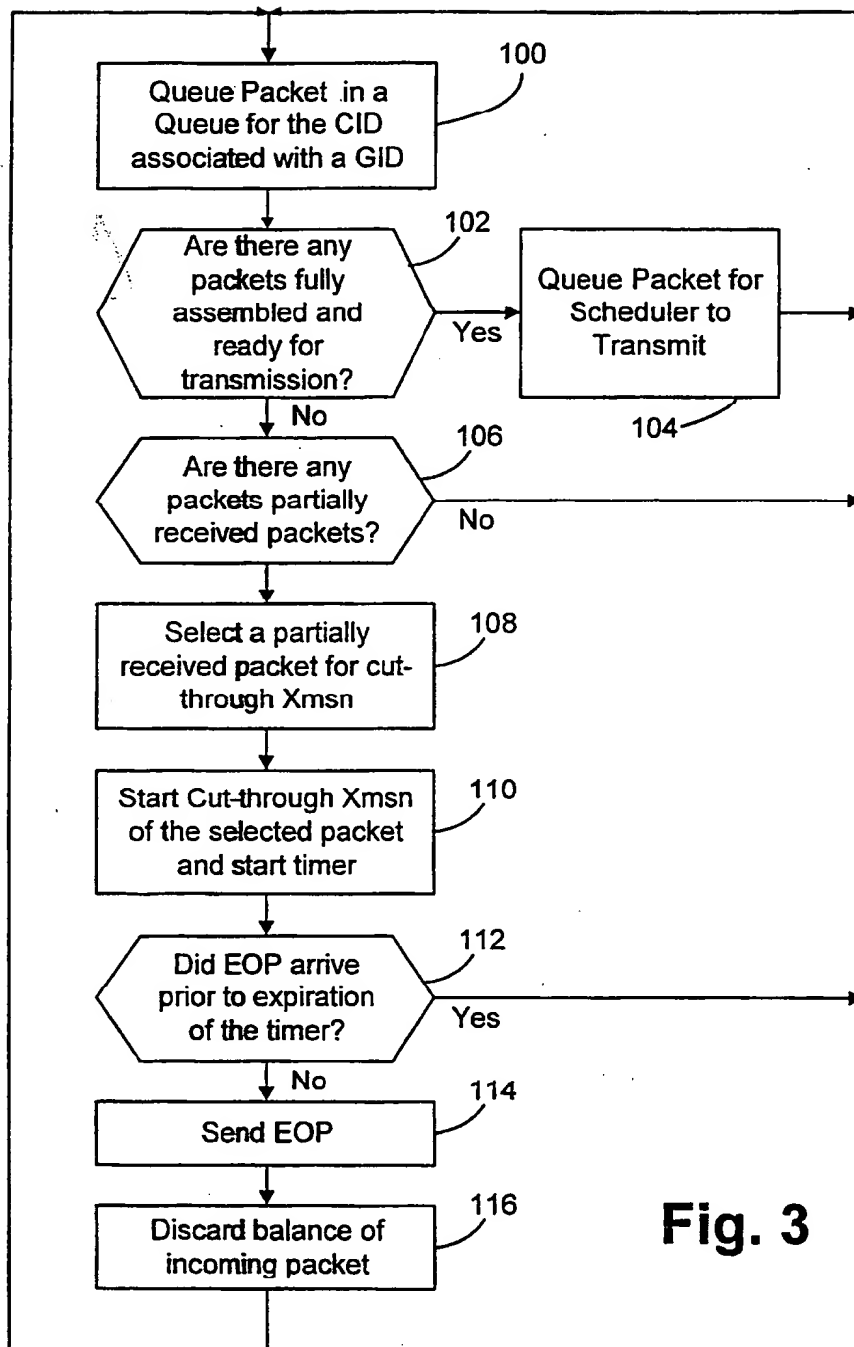 100
Queue Packet in a
Queue for the CID
associated with a GID
102
Are there any
packets fully
assembled and
ready for
transmission?
Yes
Queue Packet for
Scheduler to
Transmit
104
No
106
Are there any
packets partially
received packets?
No
Select a partially
received packet for cut-
through Xmsn
108
Start Cut-through Xmsn
of the selected packet
and start timer
110
112
Did EOP arrive
prior to expiration
of the timer?
Yes
No
114
Send EOP
116
Discard balance of
incoming packet
Fig. 3